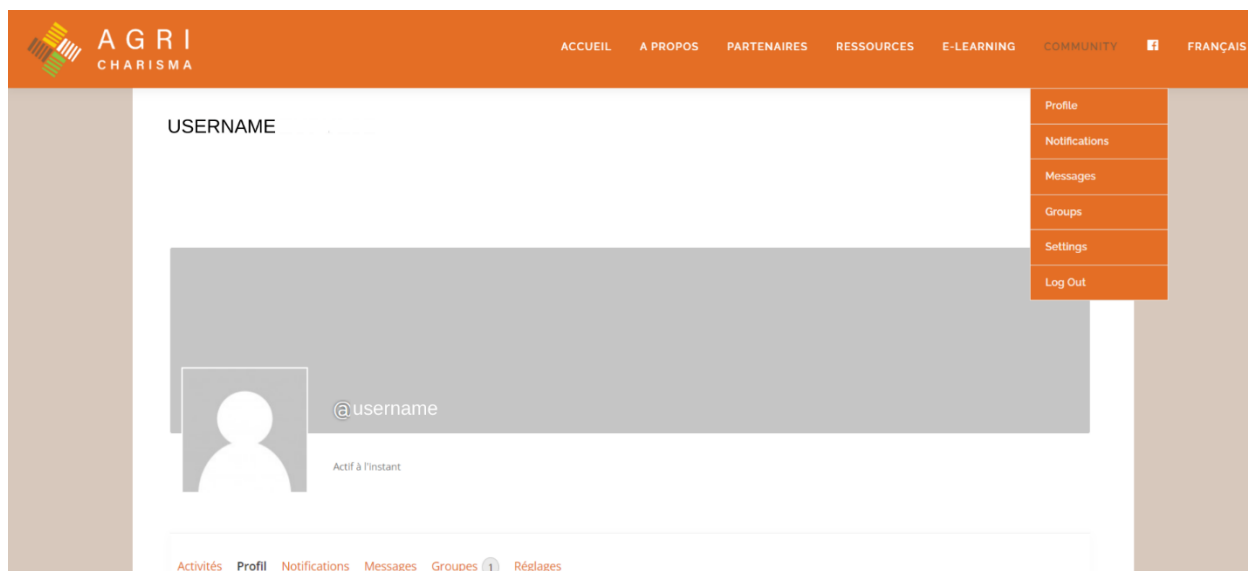 AGRI
CHARISMA
ACCUEIL A PROPOS PARTENAIRES RESSOURCES E-LEARNING COMMUNITY FRANÇAIS
Profile
Notifications
Messages
Groups
Settings
Log Out
USERNAME
@username
Actif à l'instant
Activités Profil Notifications Messages Groupes 1 Réglages